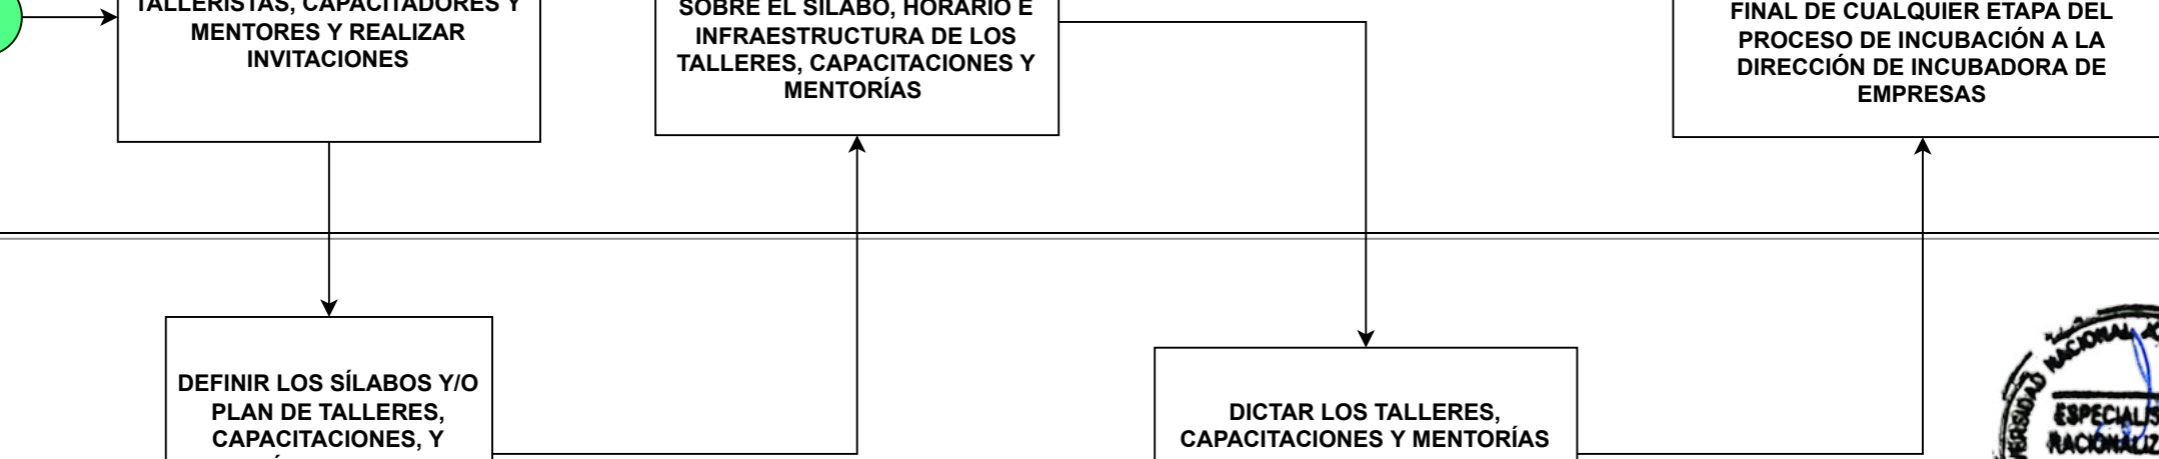 TALLERISTAS, CAPACITADORES Y
MENTORES Y REALIZAR
INVITACIONES
SOBRE EL SÍLABO, HORARIO E
INFRAESTRUCTURA DE LOS
TALLERES, CAPACITACIONES Y
MENTORÍAS
FINAL DE CUALQUIER ETAPA DEL
PROCESO DE INCUBACIÓN A LA
DIRECCIÓN DE INCUBADORA DE
EMPRESAS
DEFINIR LOS SÍLABOS Y/O
PLAN DE TALLERES,
CAPACITACIONES, Y
DICTAR LOS TALLERES,
CAPACITACIONES Y MENTORÍAS
NACIONAL